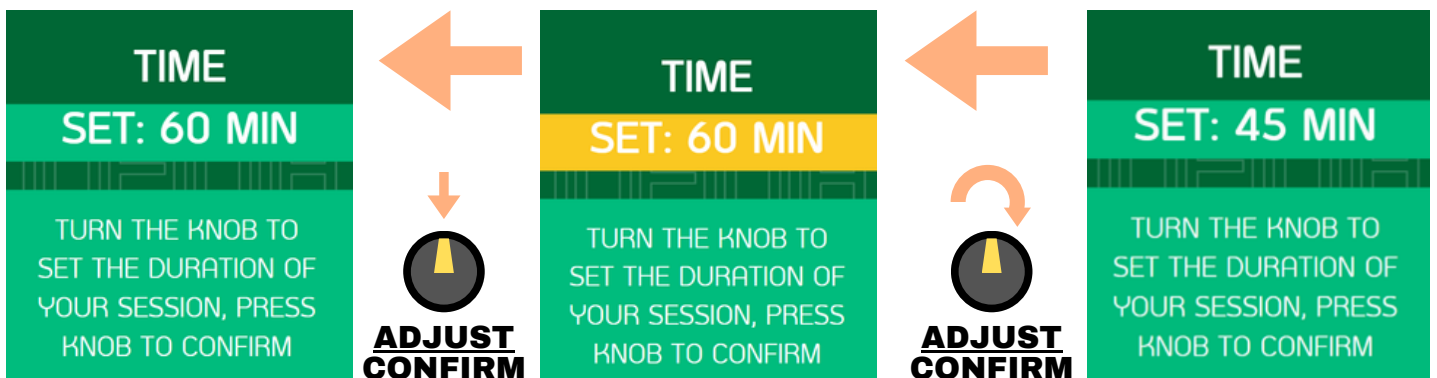 TIME
SET: 60 MIN
TURN THE KNOB TO
SET THE DURATION OF
YOUR SESSION, PRESS
KNOB TO CONFIRM
ADJUST
CONFIRM
TIME
SET: 60 MIN
TURN THE KNOB TO
SET THE DURATION OF
YOUR SESSION, PRESS
KNOB TO CONFIRM
ADJUST
CONFIRM
TIME
SET: 45 MIN
TURN THE KNOB TO
SET THE DURATION OF
YOUR SESSION, PRESS
KNOB TO CONFIRM